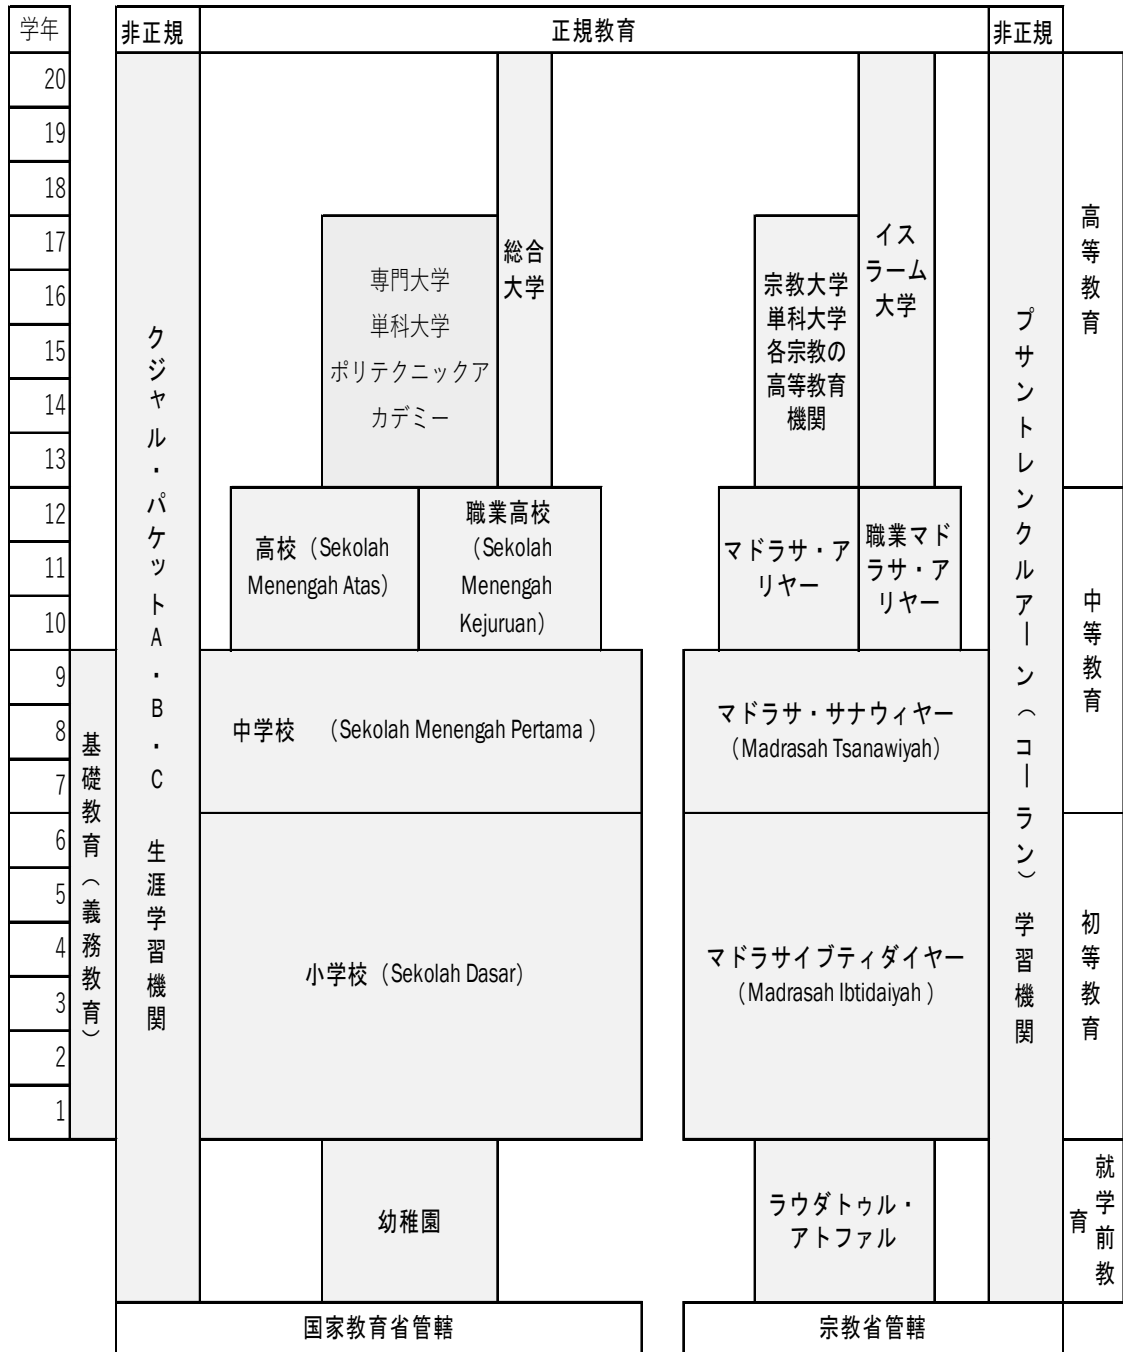 学年
非正規
正規教育
非正規
20
19
18
17
16
15
14
13
12
11
10
9
8
7
6
5
4
3
2
1
基礎教育（義務教育）
クジャル・パケットA・B・C　生涯学習機関
専門大学
単科大学
ポリテクニックア
カデミー
総合
大学
宗教大学
単科大学
各宗教の
高等教育
機関
イス
ラーム
大学
高校（Sekolah
Menengah Atas）
職業高校
（Sekolah
Menengah
Kejuruan）
マドラサ・ア
リヤー
職業マド
ラサ・ア
リヤー
中学校　（Sekolah Menengah Pertama ）
マドラサ・サナウィヤー
（Madrasah Tsanawiyah）
小学校（Sekolah Dasar）
マドラサイブティダイヤー
（Madrasah Ibtidaiyah ）
幼稚園
ラウダトゥル・
アトファル
プサントレンクルアーン（コーラン）学習機関
高等教育
中等教育
初等教育
就学前教
育
国家教育省管轄
宗教省管轄